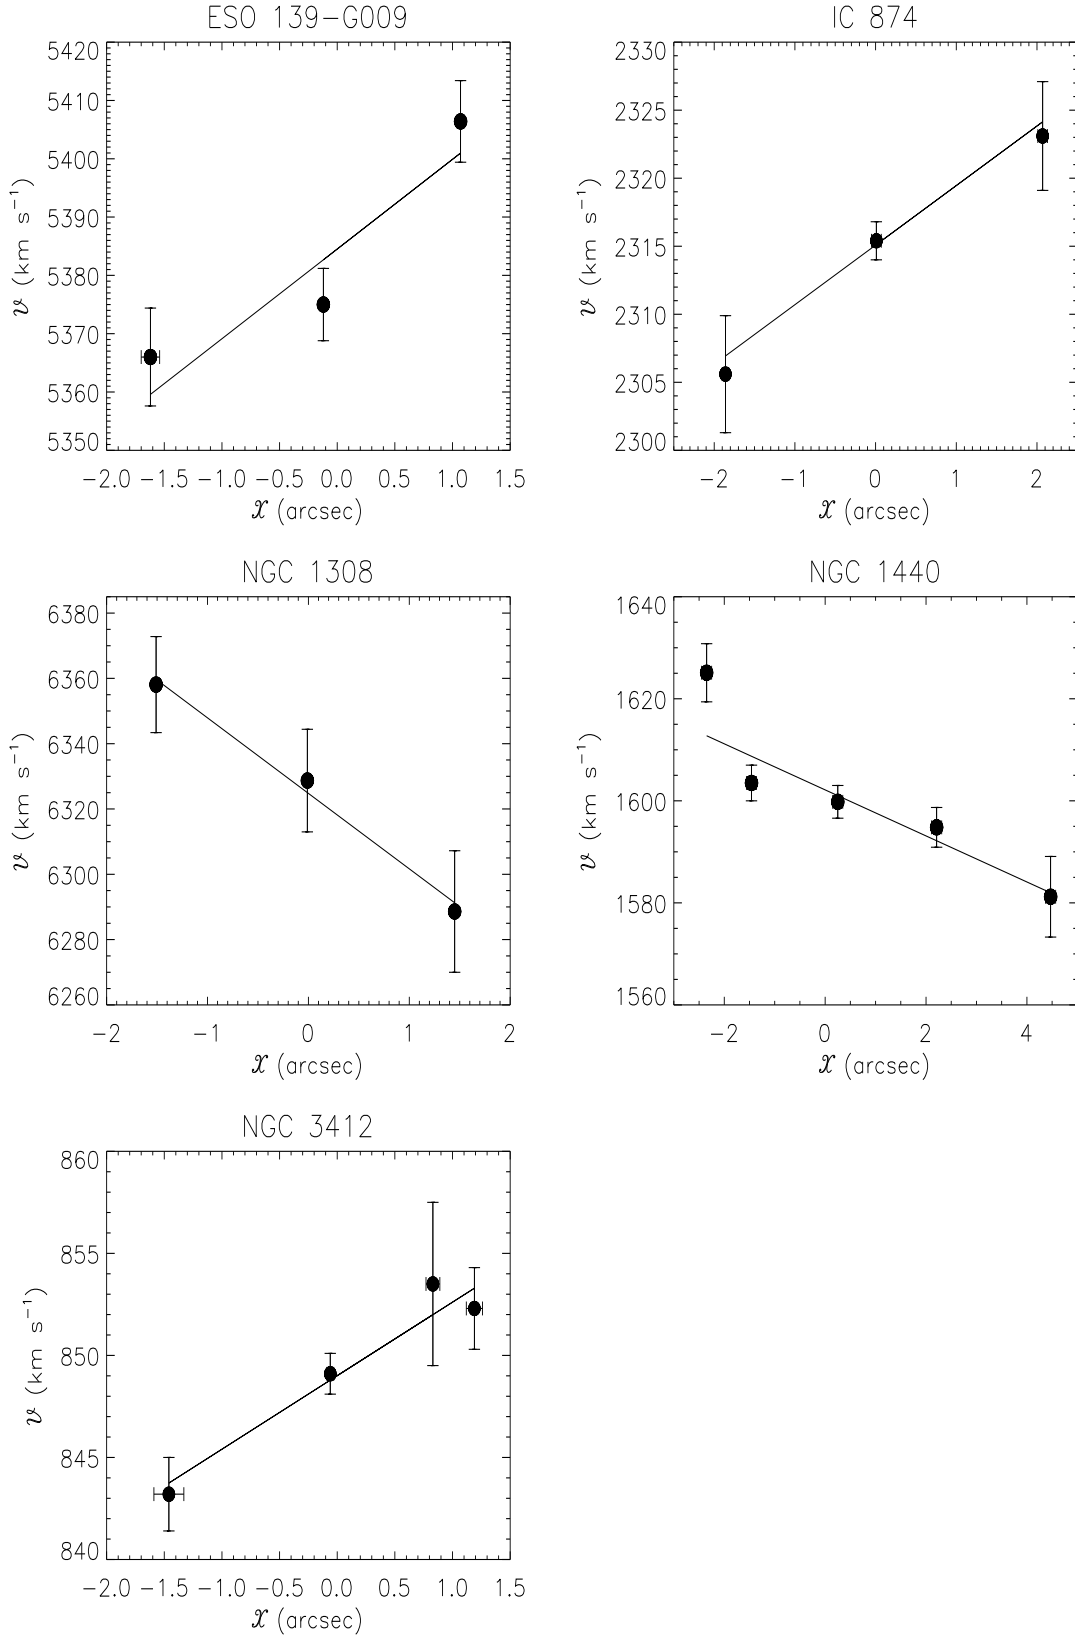 ESO 139–G009
5420
5410
5400
5390
5380
5370
5360
5350
v (km s⁻¹)
−2.0 −1.5 −1.0 −0.5 0.0 0.5 1.0 1.5
x (arcsec)
IC 874
2330
2325
2320
2315
2310
2305
2300
v (km s⁻¹)
−2 −1 0 1 2
x (arcsec)
NGC 1308
6380
6360
6340
6320
6300
6280
6260
v (km s⁻¹)
−2 −1 0 1 2
x (arcsec)
NGC 1440
1640
1620
1600
1580
1560
v (km s⁻¹)
−2 0 2 4
x (arcsec)
NGC 3412
860
855
850
845
840
v (km s⁻¹)
−2.0 −1.5 −1.0 −0.5 0.0 0.5 1.0 1.5
x (arcsec)